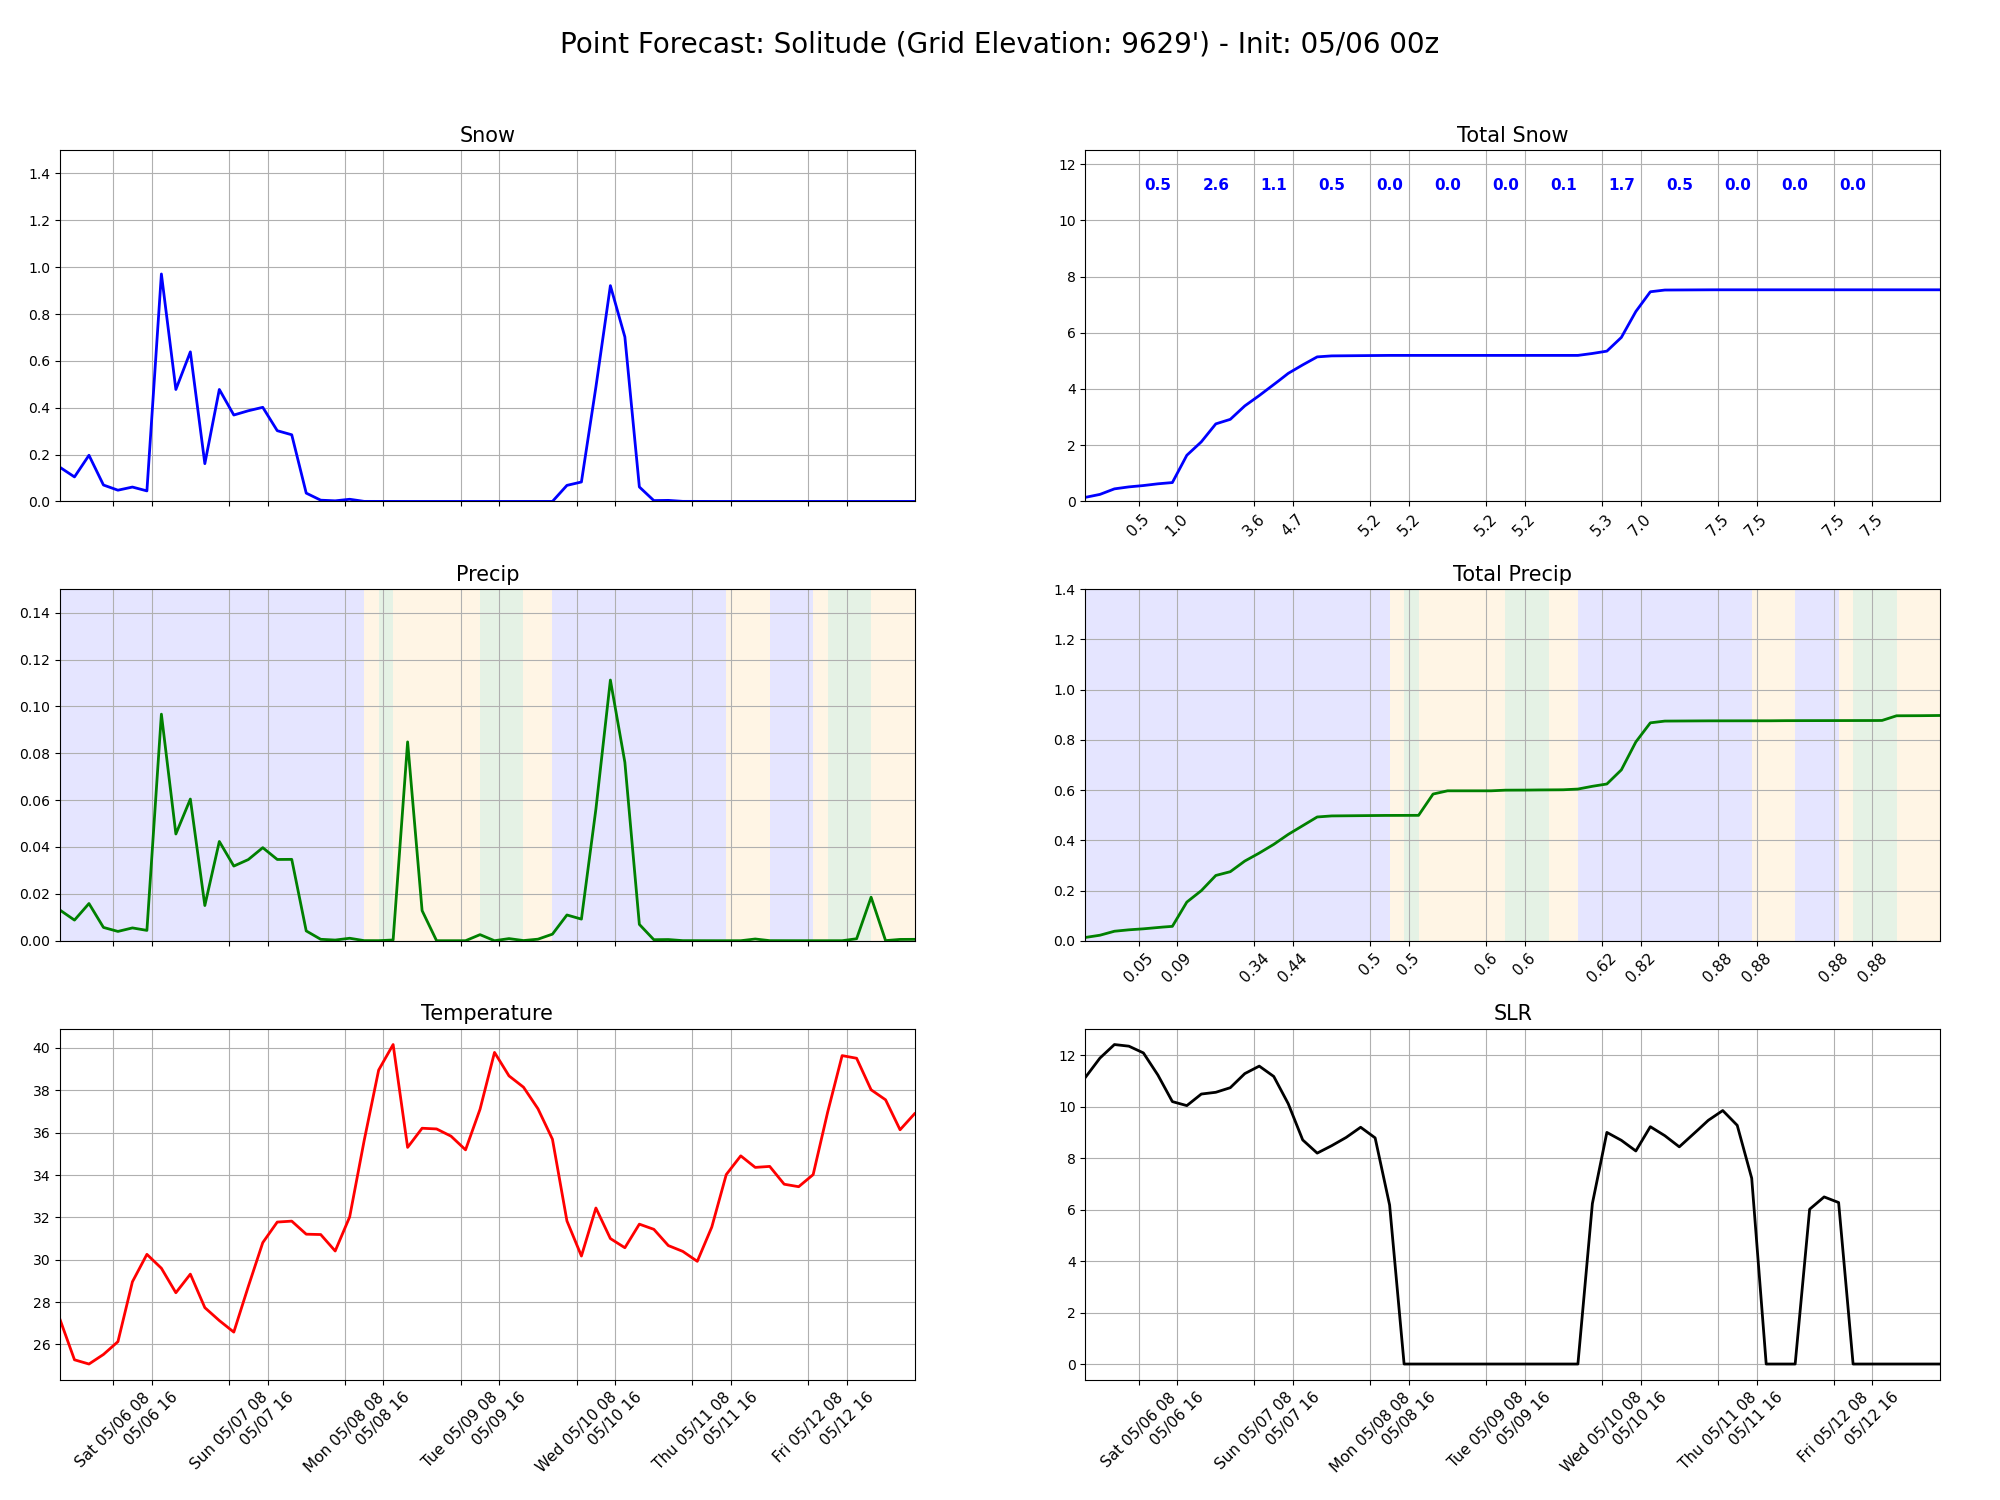 Point Forecast: Solitude (Grid Elevation: 9629') - Init: 05/06 00z
Snow
1.4
1.2
1.0
0.8
0.6
0.4
0.2
0.0
Total Snow
12
10
8
6
4
2
0
0.5 2.6 1.1 0.5 0.0 0.0 0.0 0.1 1.7 0.5 0.0 0.0 0.0
0.5 1.0 3.6 4.7 5.2 5.2 5.2 5.2 5.3 7.0 7.5 7.5 7.5 7.5
Precip
0.14
0.12
0.10
0.08
0.06
0.04
0.02
0.00
Total Precip
1.4
1.2
1.0
0.8
0.6
0.4
0.2
0.0
0.05 0.09 0.34 0.44 0.5 0.5 0.6 0.6 0.62 0.82 0.88 0.88 0.88 0.88
Temperature
40
38
36
34
32
30
28
26
Sat 05/06 08
05/06 16
Sun 05/07 08
05/07 16
Mon 05/08 08
05/08 16
Tue 05/09 08
05/09 16
Wed 05/10 08
05/10 16
Thu 05/11 08
05/11 16
Fri 05/12 08
05/12 16
SLR
12
10
8
6
4
2
0
Sat 05/06 08
05/06 16
Sun 05/07 08
05/07 16
Mon 05/08 08
05/08 16
Tue 05/09 08
05/09 16
Wed 05/10 08
05/10 16
Thu 05/11 08
05/11 16
Fri 05/12 08
05/12 16